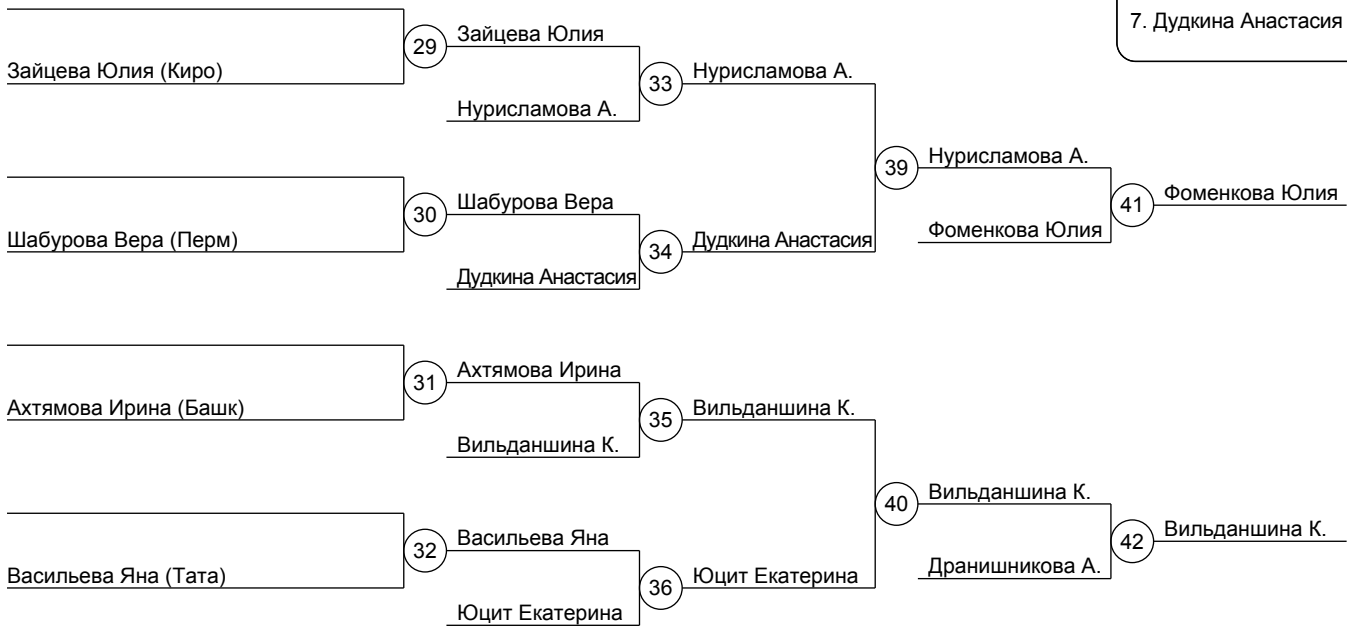 7. Дудкина Анастасия
Зайцева Юлия (Киро)
29
Зайцева Юлия
Нурисламова А.
33
Нурисламова А.
Шабурова Вера (Перм)
30
Шабурова Вера
Дудкина Анастасия
34
Дудкина Анастасия
39
Нурисламова А.
Фоменкова Юлия
41
Фоменкова Юлия
Ахтямова Ирина (Башк)
31
Ахтямова Ирина
Вильданшина К.
35
Вильданшина К.
Васильева Яна (Тата)
32
Васильева Яна
Юцит Екатерина
36
Юцит Екатерина
40
Вильданшина К.
Дранишникова А.
42
Вильданшина К.